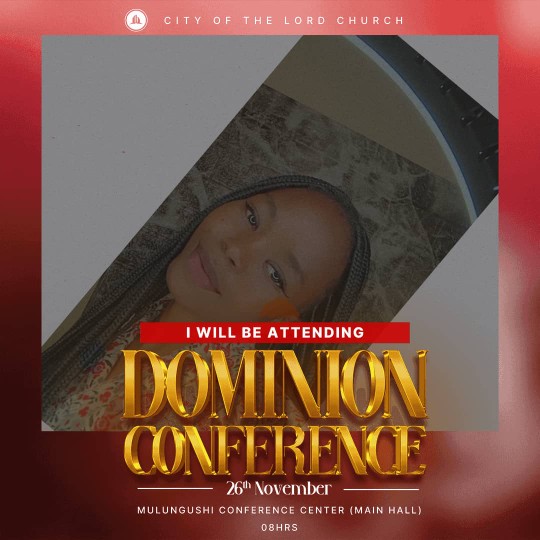 CITY OF THE LORD CHURCH
I WILL BE ATTENDING
DOMINION
CONFERENCE
26th November
MULUNGUSHI CONFERENCE CENTER (MAIN HALL)
08HRS